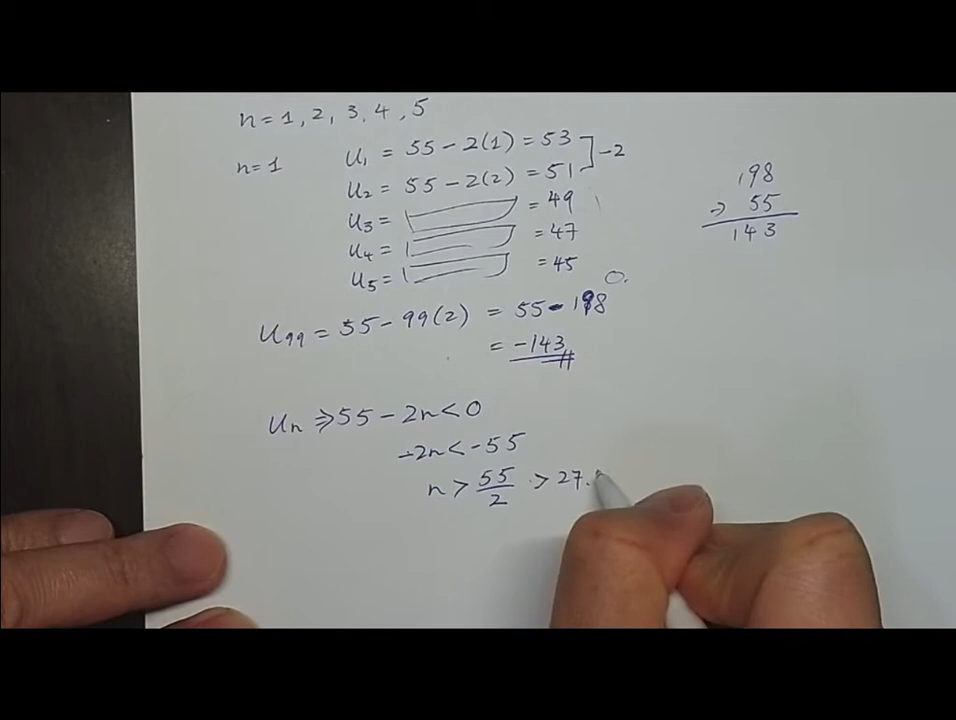 n = 1, 2, 3, 4, 5
n=1 U₁ = 55 - 2(1) = 53
U₂ = 55 - 2(2) = 51 ] -2
U₃ = = 49
U₄ = = 47
U₅ = = 45
U₉₉ = 55 - 99(2) = 55 - 198
= -143
Uₙ ⇒ 55 - 2n < 0
-2n < -55
n > 55/2 > 27.
198
55
143
0.